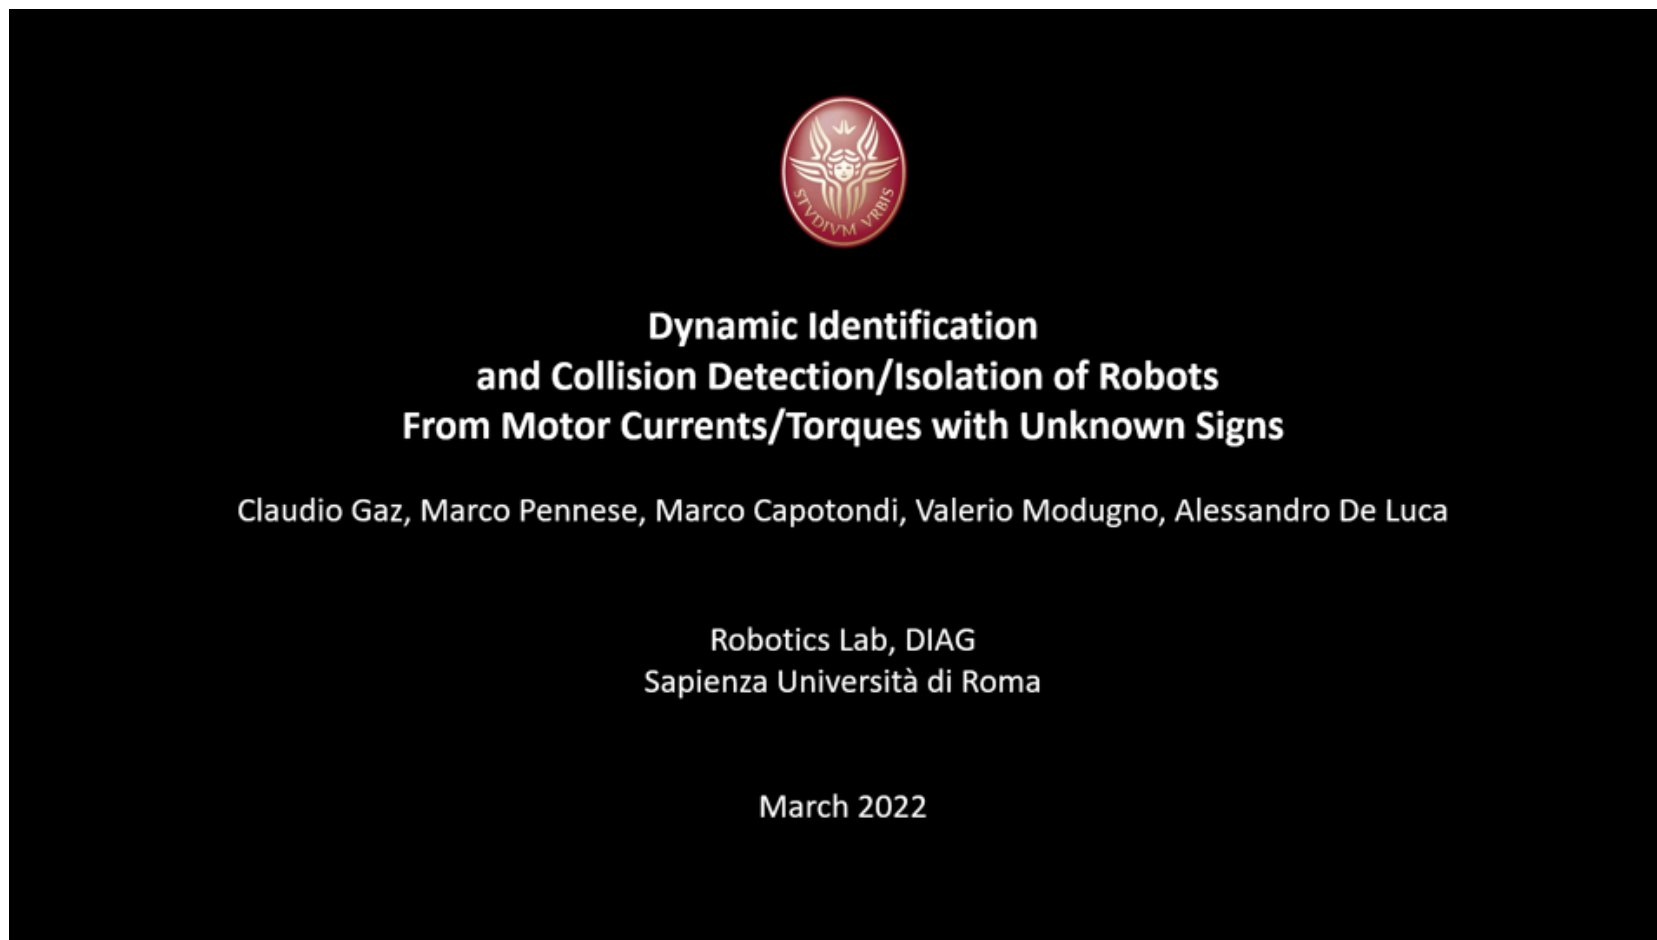 STVDIVM VRBIS
Dynamic Identification
and Collision Detection/Isolation of Robots
From Motor Currents/Torques with Unknown Signs
Claudio Gaz, Marco Pennese, Marco Capotondi, Valerio Modugno, Alessandro De Luca
Robotics Lab, DIAG
Sapienza Università di Roma
March 2022